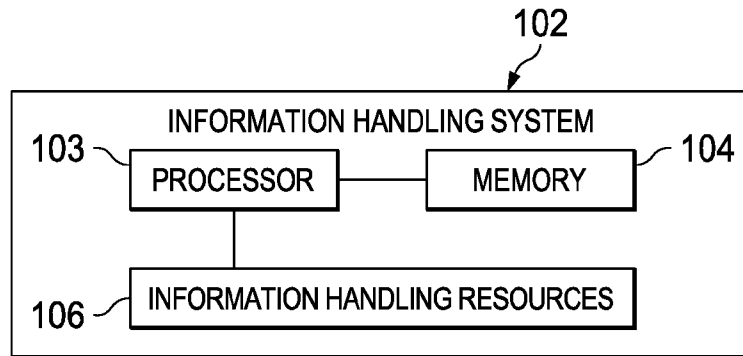 102
INFORMATION HANDLING SYSTEM
103
PROCESSOR
MEMORY
104
106
INFORMATION HANDLING RESOURCES